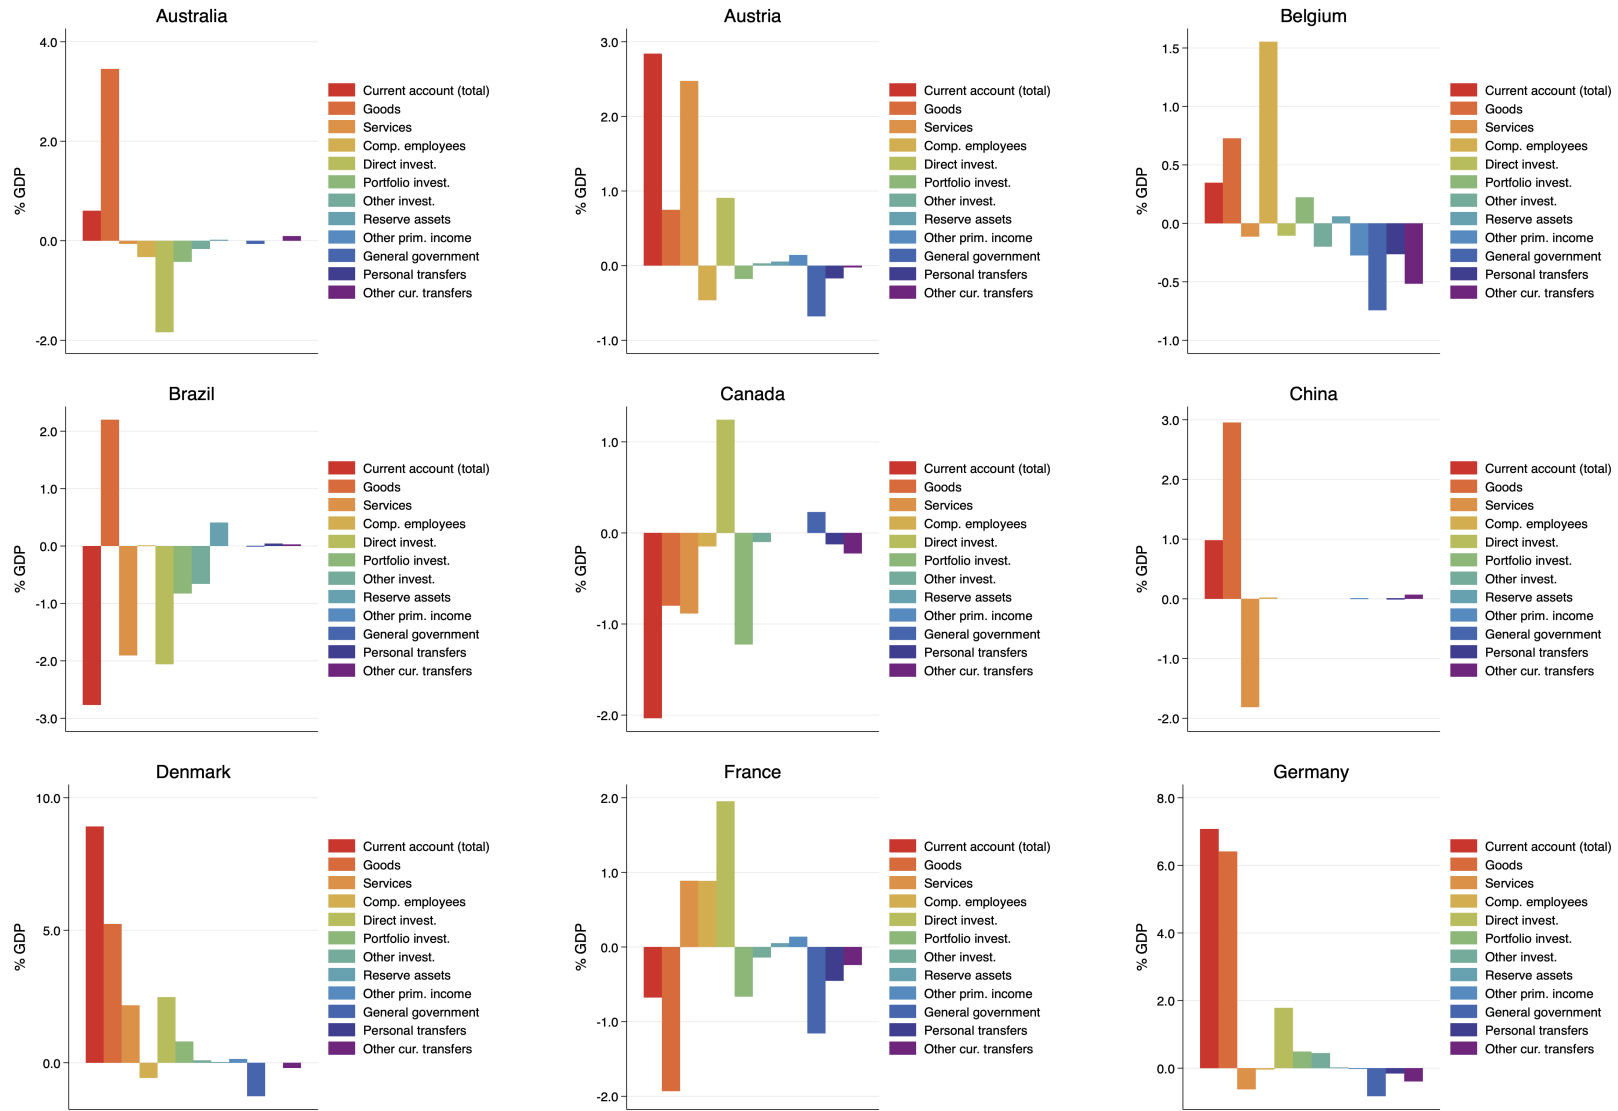 Australia
4.0
2.0
0.0
-2.0
% GDP
Current account (total)
Goods
Services
Comp. employees
Direct invest.
Portfolio invest.
Other invest.
Reserve assets
Other prim. income
General government
Personal transfers
Other cur. transfers
Austria
3.0
2.0
1.0
0.0
-1.0
% GDP
Current account (total)
Goods
Services
Comp. employees
Direct invest.
Portfolio invest.
Other invest.
Reserve assets
Other prim. income
General government
Personal transfers
Other cur. transfers
Belgium
1.5
1.0
0.5
0.0
-0.5
-1.0
% GDP
Current account (total)
Goods
Services
Comp. employees
Direct invest.
Portfolio invest.
Other invest.
Reserve assets
Other prim. income
General government
Personal transfers
Other cur. transfers
Brazil
2.0
1.0
0.0
-1.0
-2.0
-3.0
% GDP
Current account (total)
Goods
Services
Comp. employees
Direct invest.
Portfolio invest.
Other invest.
Reserve assets
Other prim. income
General government
Personal transfers
Other cur. transfers
Canada
1.0
0.0
-1.0
-2.0
% GDP
Current account (total)
Goods
Services
Comp. employees
Direct invest.
Portfolio invest.
Other invest.
Reserve assets
Other prim. income
General government
Personal transfers
Other cur. transfers
China
3.0
2.0
1.0
0.0
-1.0
-2.0
% GDP
Current account (total)
Goods
Services
Comp. employees
Direct invest.
Portfolio invest.
Other invest.
Reserve assets
Other prim. income
General government
Personal transfers
Other cur. transfers
Denmark
10.0
5.0
0.0
% GDP
Current account (total)
Goods
Services
Comp. employees
Direct invest.
Portfolio invest.
Other invest.
Reserve assets
Other prim. income
General government
Personal transfers
Other cur. transfers
France
2.0
1.0
0.0
-1.0
-2.0
% GDP
Current account (total)
Goods
Services
Comp. employees
Direct invest.
Portfolio invest.
Other invest.
Reserve assets
Other prim. income
General government
Personal transfers
Other cur. transfers
Germany
8.0
6.0
4.0
2.0
0.0
% GDP
Current account (total)
Goods
Services
Comp. employees
Direct invest.
Portfolio invest.
Other invest.
Reserve assets
Other prim. income
General government
Personal transfers
Other cur. transfers